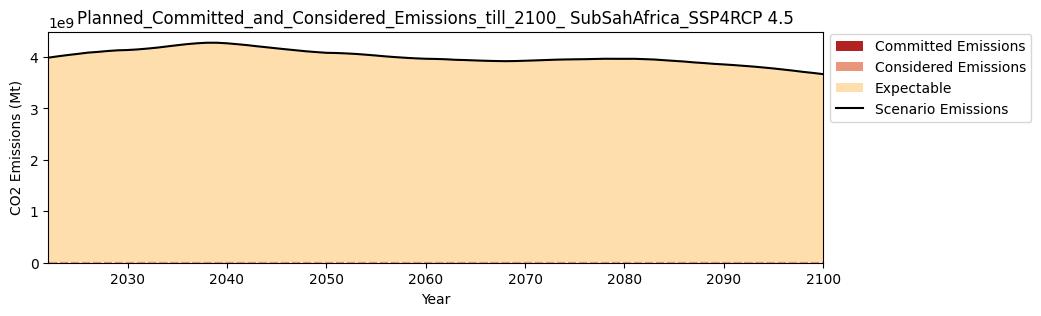 Planned_Committed_and_Considered_Emissions_till_2100_ SubSahAfrica_SSP4RCP 4.5
1e9
Committed Emissions
Considered Emissions
Expectable
Scenario Emissions
CO2 Emissions (Mt)
4
3
2
1
0
2030 2040 2050 2060 2070 2080 2090 2100
Year